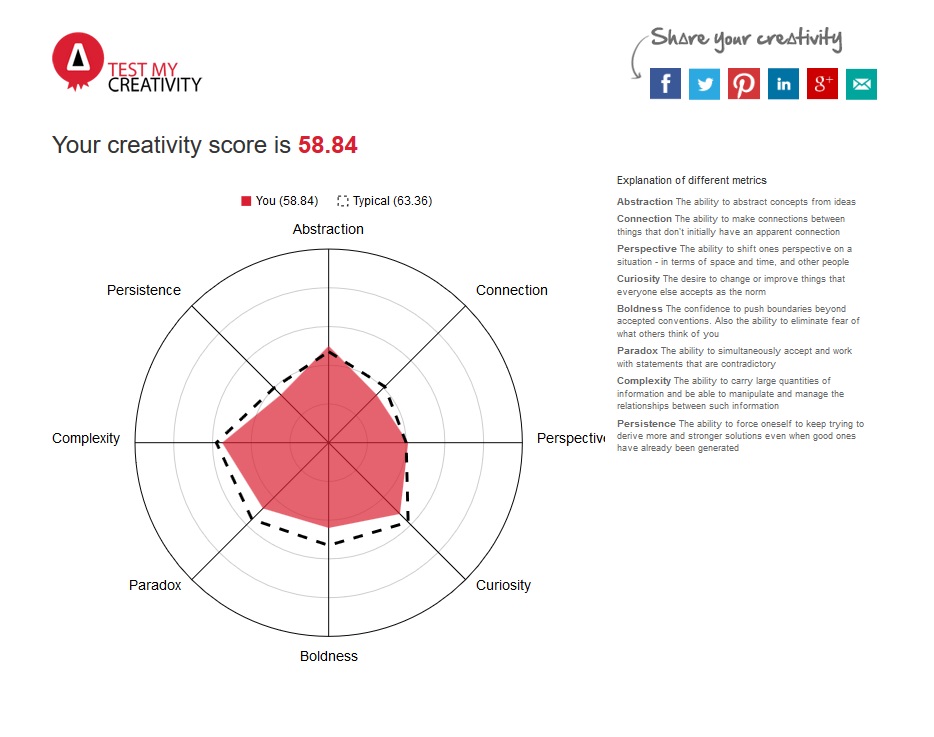 TEST MY
CREATIVITY
Share your creativity
f
in
g+
Your creativity score is 58.84
You (58.84)
Typical (63.36)
Abstraction
Connection
Perspective
Curiosity
Boldness
Paradox
Complexity
Persistence
Explanation of different metrics
Abstraction The ability to abstract concepts from ideas
Connection The ability to make connections between
things that don't initially have an apparent connection
Perspective The ability to shift ones perspective on a
situation - in terms of space and time, and other people
Curiosity The desire to change or improve things that
everyone else accepts as the norm
Boldness The confidence to push boundaries beyond
accepted conventions. Also the ability to eliminate fear of
what others think of you
Paradox The ability to simultaneously accept and work
with statements that are contradictory
Complexity The ability to carry large quantities of
information and be able to manipulate and manage the
relationships between such information
Persistence The ability to force oneself to keep trying to
derive more and stronger solutions even when good ones
have already been generated